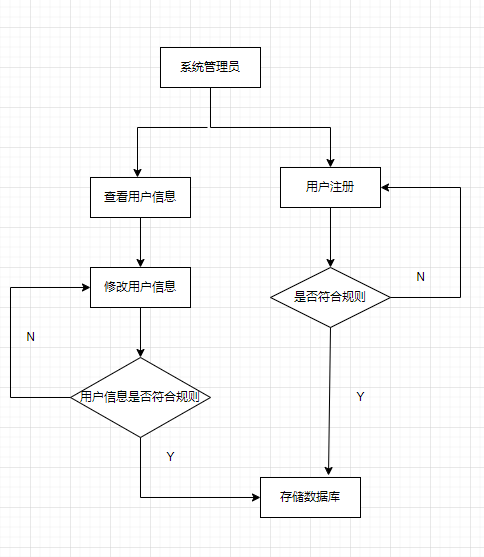 系统管理员
查看用户信息
用户注册
修改用户信息
是否符合规则
N
N
用户信息是否符合规则
Y
Y
存储数据库